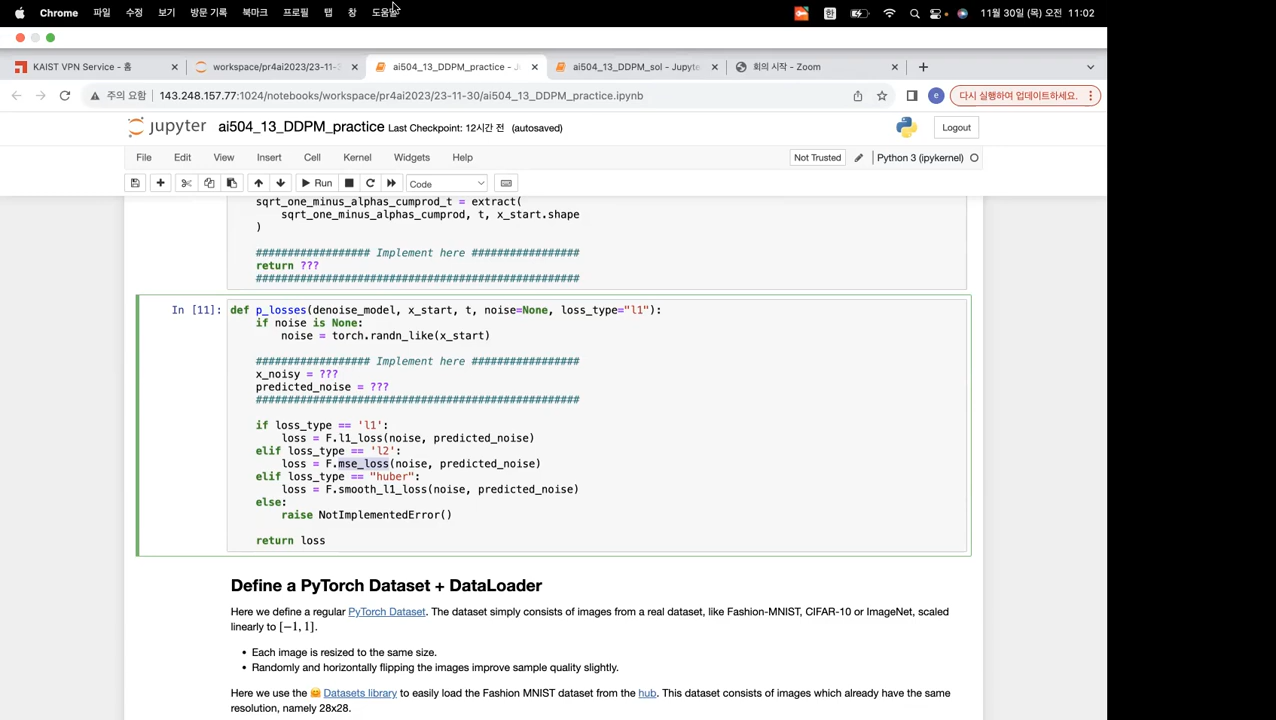 Chrome 파일 수정 보기 방문 기록 북마크 프로필 탭 창 도움말 한 11월 30일 (목) 오전 11:02
KAIST VPN Service - 홈 workspace/pr4ai2023/23-11-3 ai504_13_DDPM_practice - J ai504_13_DDPM_sol - Jupyte 회의 시작 - Zoom
주의 요함 143.248.157.77:1024/notebooks/workspace/pr4ai2023/23-11-30/ai504_13_DDPM_practice.ipynb e 다시 실행하여 업데이트하세요.
jupyter ai504_13_DDPM_practice Last Checkpoint: 12시간 전 (autosaved) Logout
File Edit View Insert Cell Kernel Widgets Help Not Trusted Python 3 (ipykernel)
Run Code
sqrt_one_minus_alphas_cumprod_t = extract(
sqrt_one_minus_alphas_cumprod, t, x_start.shape
)
################## Implement here #################
return ???
###################################################
In [11]: def p_losses(denoise_model, x_start, t, noise=None, loss_type="l1"):
if noise is None:
noise = torch.randn_like(x_start)
################## Implement here #################
x_noisy = ???
predicted_noise = ???
###################################################
if loss_type == 'l1':
loss = F.l1_loss(noise, predicted_noise)
elif loss_type == 'l2':
loss = F.mse_loss(noise, predicted_noise)
elif loss_type == "huber":
loss = F.smooth_l1_loss(noise, predicted_noise)
else:
raise NotImplementedError()
return loss
Define a PyTorch Dataset + DataLoader
Here we define a regular PyTorch Dataset. The dataset simply consists of images from a real dataset, like Fashion-MNIST, CIFAR-10 or ImageNet, scaled
linearly to [−1, 1].
• Each image is resized to the same size.
• Randomly and horizontally flipping the images improve sample quality slightly.
Here we use the 🤗 Datasets library to easily load the Fashion MNIST dataset from the hub. This dataset consists of images which already have the same
resolution, namely 28x28.